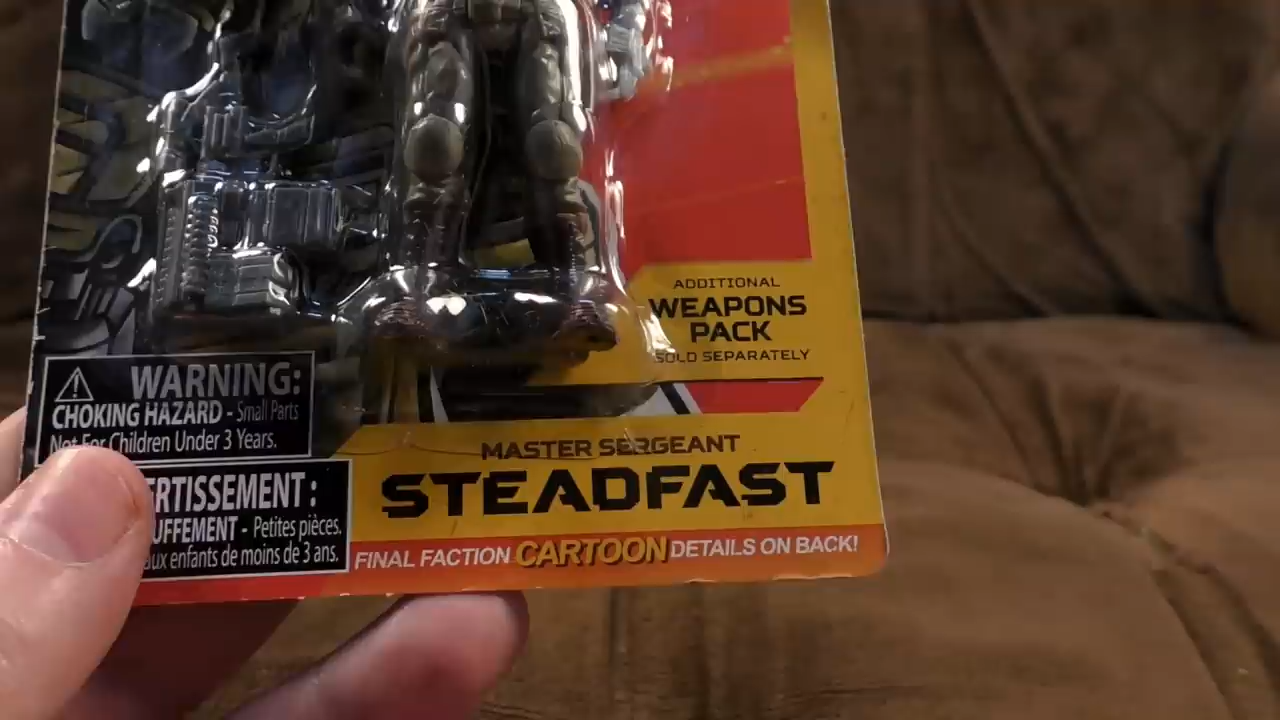 ADDITIONAL
WEAPONS
PACK
SOLD SEPARATELY
WARNING:
CHOKING HAZARD - Small Parts
Not For Children Under 3 Years.
ERTISSEMENT :
UFFEMENT - Petites pièces.
aux enfants de moins de 3 ans.
MASTER SERGEANT
STEADFAST
FINAL FACTION CARTOON DETAILS ON BACK!